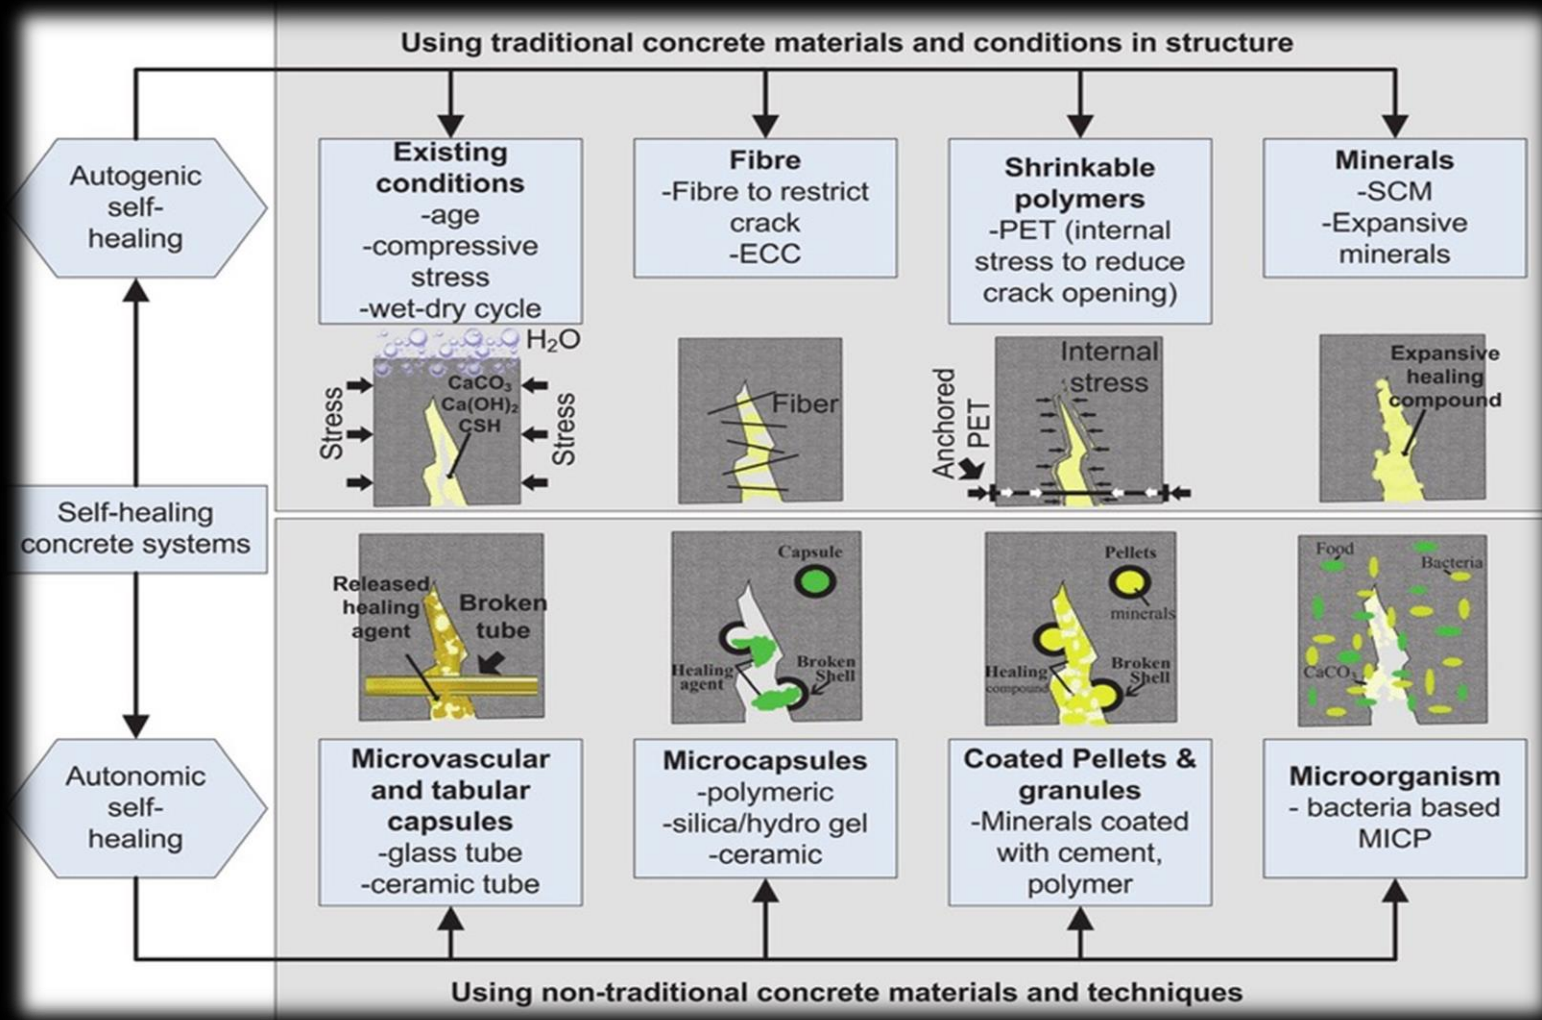 Using traditional concrete materials and conditions in structure
Autogenic
self-
healing
Existing
conditions
-age
-compressive
stress
-wet-dry cycle
Fibre
-Fibre to restrict
crack
-ECC
Shrinkable
polymers
-PET (internal
stress to reduce
crack opening)
Minerals
-SCM
-Expansive
minerals
H₂O
Stress
CaCO₃
Ca(OH)₂
CSH
Stress
Fiber
Anchored
PET
Internal
stress
Expansive
healing
compound
Self-healing
concrete systems
Released
healing
agent
Broken
tube
Capsule
Healing
agent
Broken
Shell
Pellets
minerals
Healing
compound
Broken
Shell
Food
Bacteria
CaCO₃
Autonomic
self-
healing
Microvascular
and tabular
capsules
-glass tube
-ceramic tube
Microcapsules
-polymeric
-silica/hydro gel
-ceramic
Coated Pellets &
granules
-Minerals coated
with cement,
polymer
Microorganism
- bacteria based
MICP
Using non-traditional concrete materials and techniques